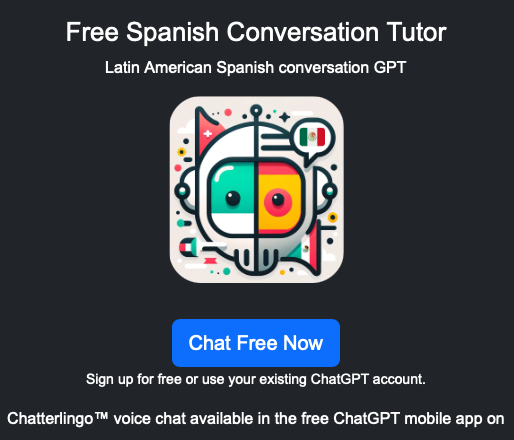 Free Spanish Conversation Tutor
Latin American Spanish conversation GPT
Chat Free Now
Sign up for free or use your existing ChatGPT account.
Chatterlingo™ voice chat available in the free ChatGPT mobile app on